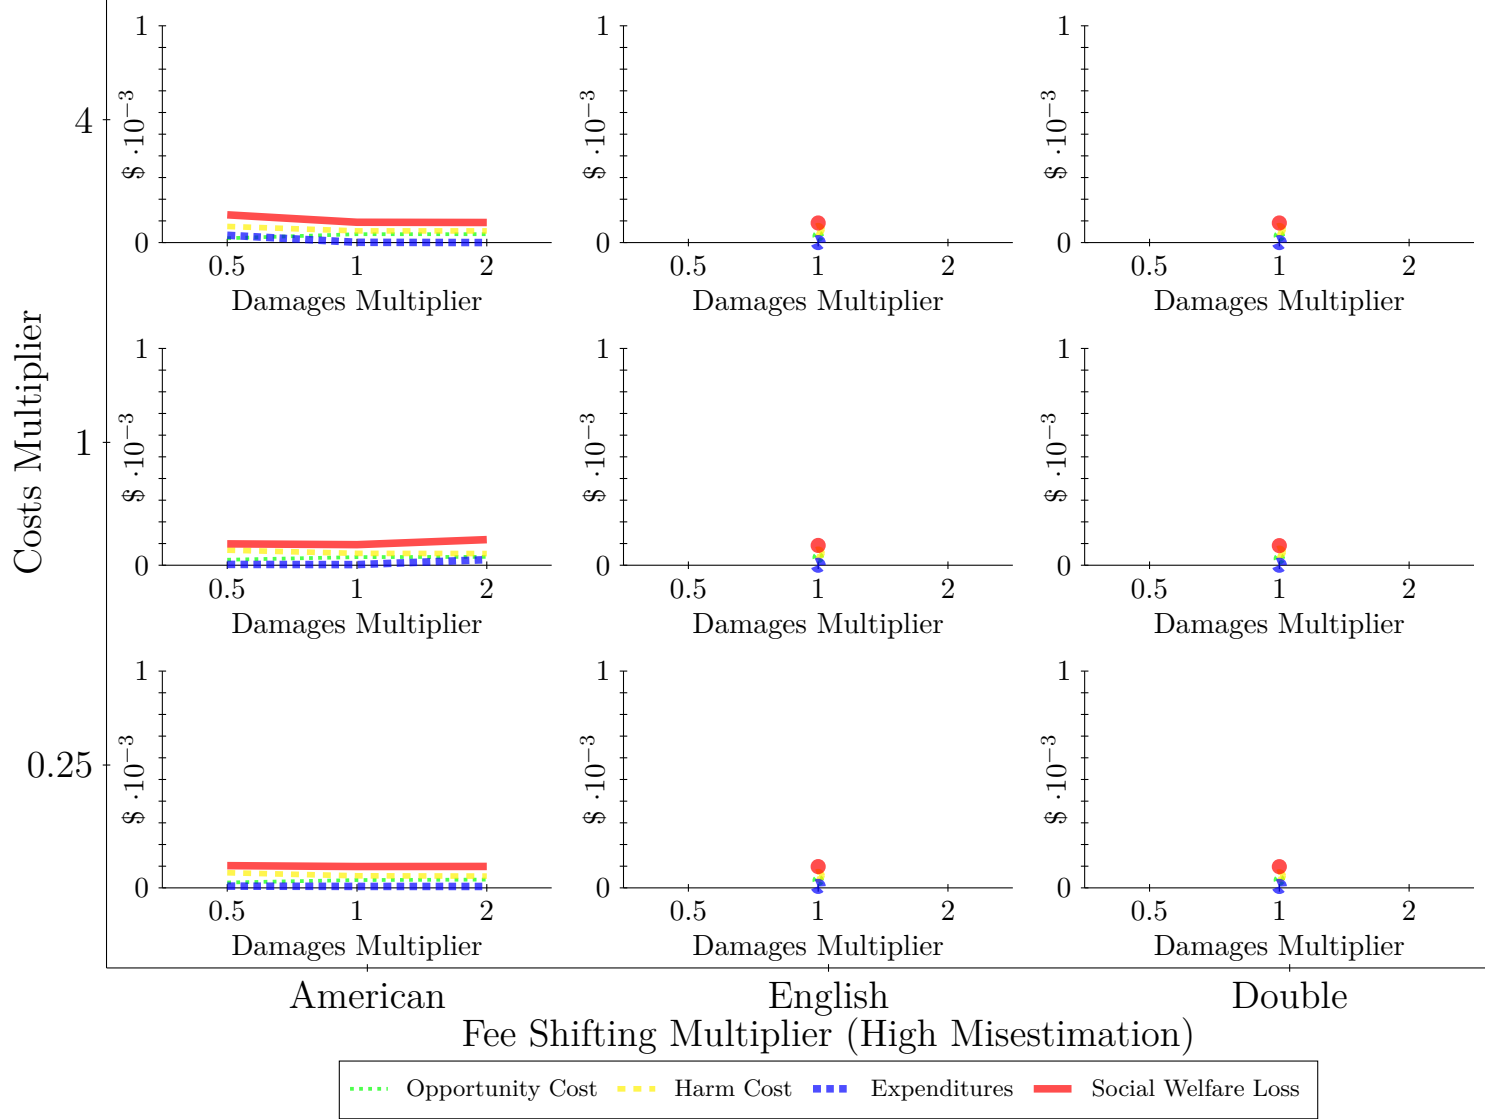 Costs Multiplier
4
1
0.25
1
0
$ ·10−3
0.5 1 2
Damages Multiplier
1
0
$ ·10−3
0.5 1 2
Damages Multiplier
1
0
$ ·10−3
0.5 1 2
Damages Multiplier
1
0
$ ·10−3
0.5 1 2
Damages Multiplier
1
0
$ ·10−3
0.5 1 2
Damages Multiplier
1
0
$ ·10−3
0.5 1 2
Damages Multiplier
1
0
$ ·10−3
0.5 1 2
Damages Multiplier
1
0
$ ·10−3
0.5 1 2
Damages Multiplier
1
0
$ ·10−3
0.5 1 2
Damages Multiplier
American English Double
Fee Shifting Multiplier (High Misestimation)
Opportunity Cost Harm Cost Expenditures Social Welfare Loss